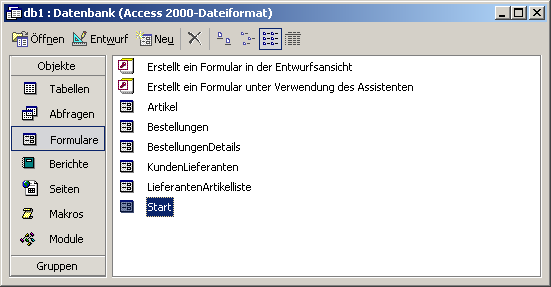 db1 : Datenbank (Access 2000-Dateiformat)
Öffnen Entwurf Neu
Objekte
Tabellen
Abfragen
Formulare
Berichte
Seiten
Makros
Module
Gruppen
Erstellt ein Formular in der Entwurfsansicht
Erstellt ein Formular unter Verwendung des Assistenten
Artikel
Bestellungen
BestellungenDetails
KundenLieferanten
LieferantenArtikelliste
Start